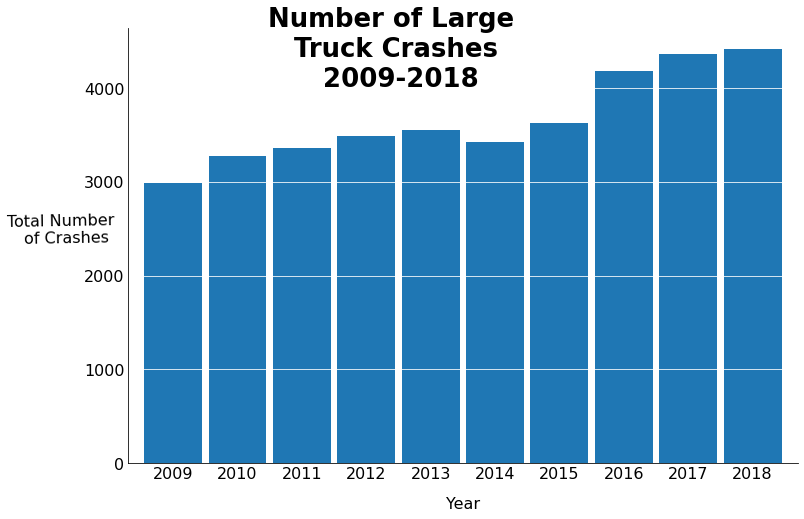 Number of Large
Truck Crashes
2009-2018
4000
3000
Total Number
of Crashes
2000
1000
0
2009 2010 2011 2012 2013 2014 2015 2016 2017 2018
Year